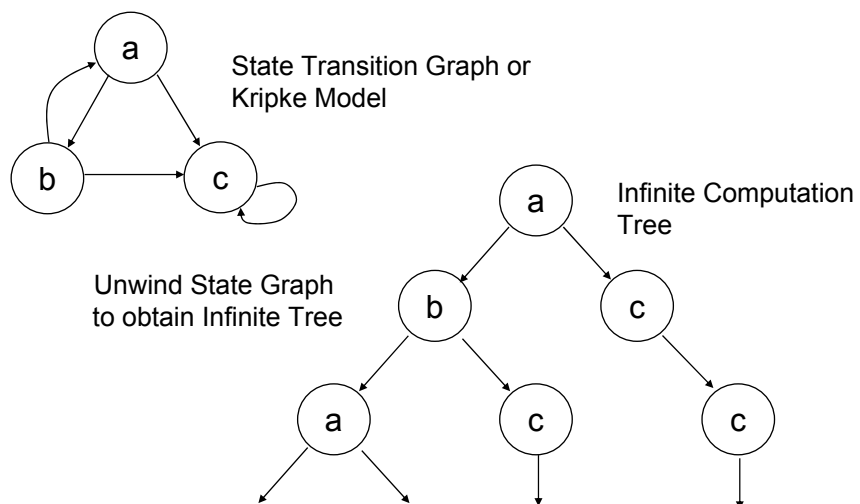 a
State Transition Graph or
Kripke Model
b
c
a
Infinite Computation
Tree
Unwind State Graph
to obtain Infinite Tree
b
c
a
c
c